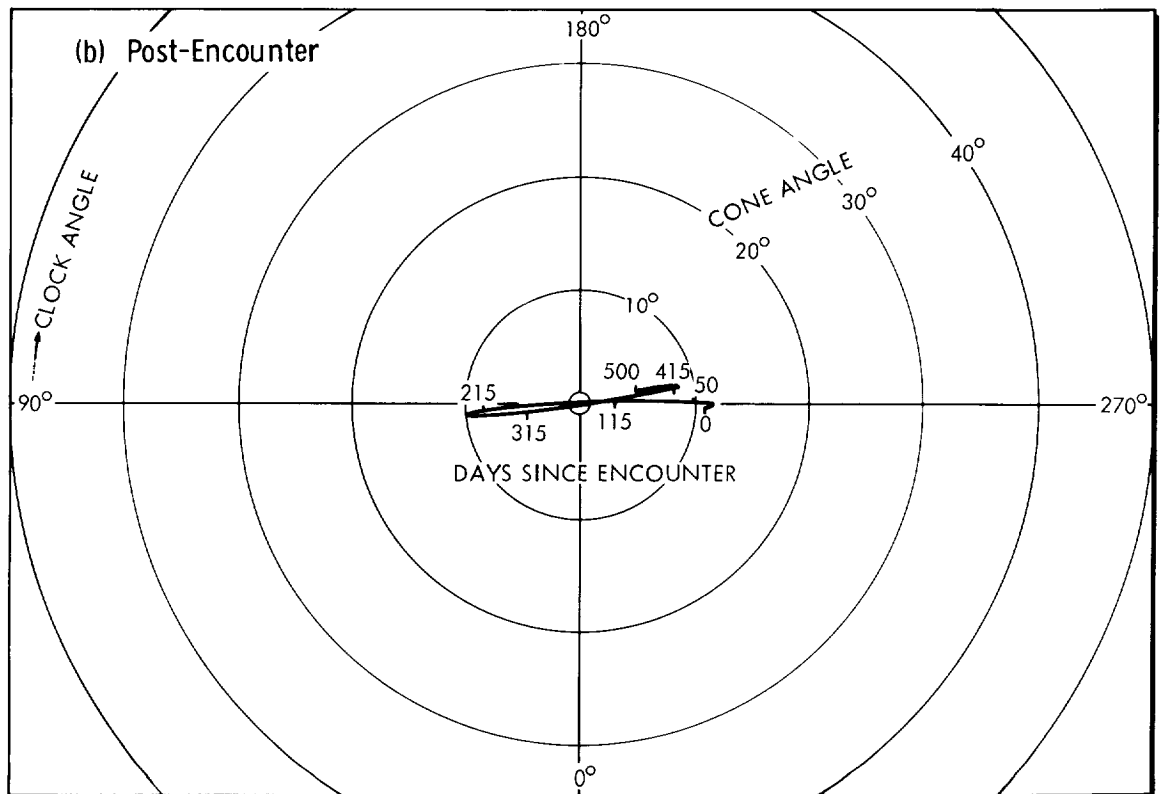 180°
(b) Post-Encounter
40°
CONE ANGLE
30°
20°
CLOCK ANGLE
10°
500 415 50
215
90°
270°
315
115
0
DAYS SINCE ENCOUNTER
0°